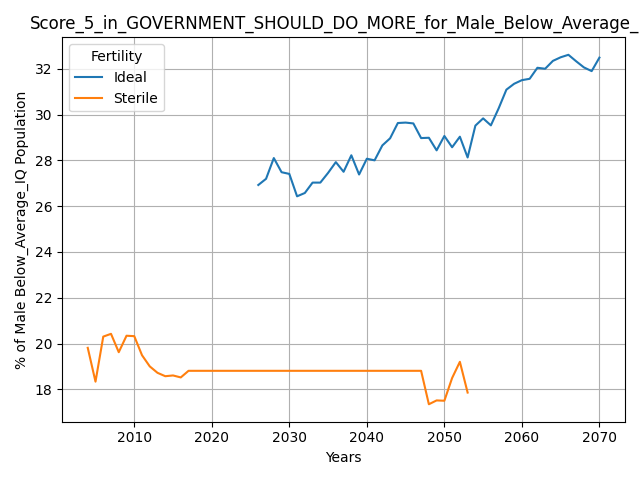 Score_5_in_GOVERNMENT_SHOULD_DO_MORE_for_Male_Below_Average_
Fertility
Ideal
Sterile
% of Male Below_Average_IQ Population
32
30
28
26
24
22
20
18
2010
2020
2030
2040
2050
2060
2070
Years